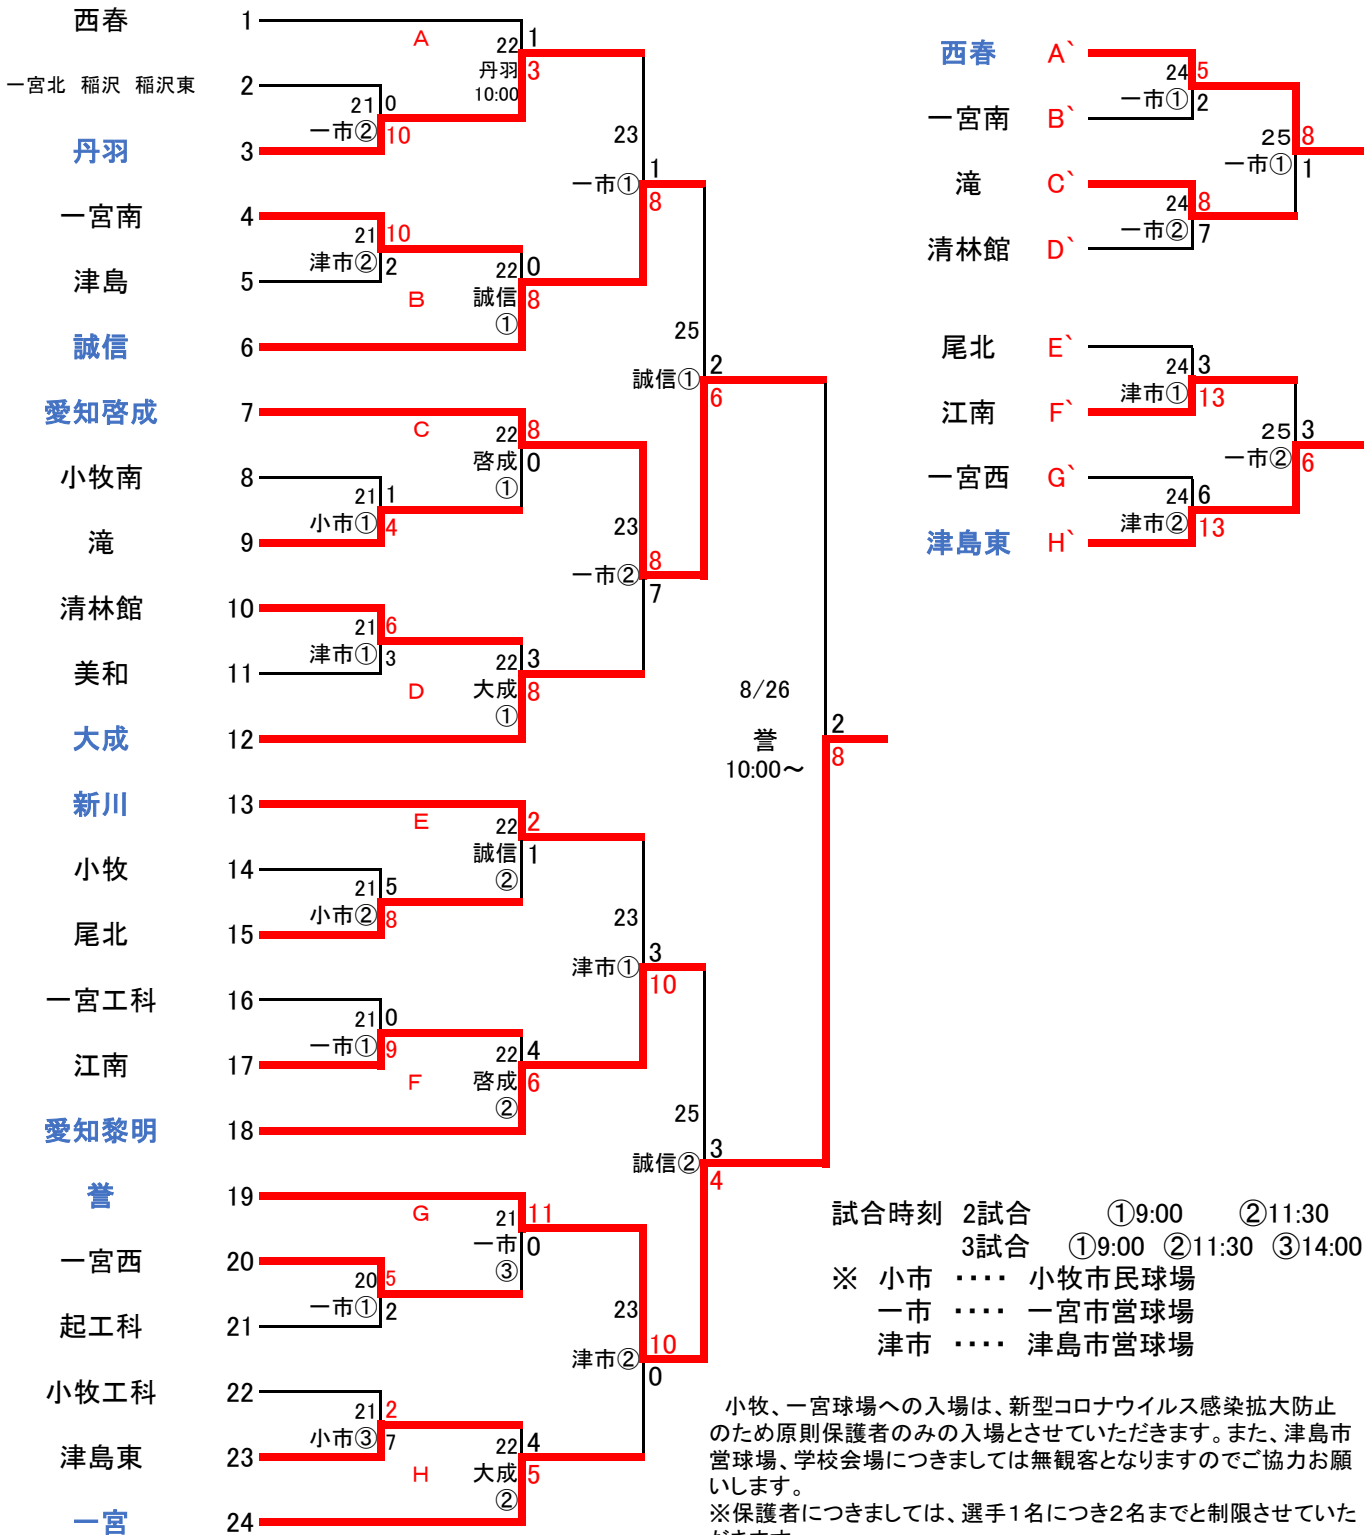 西春 1
A
22 1
丹羽 3
10:00
一宮北 稲沢 稲沢東 2
21 0
一市② 10
丹羽 3
23
一市① 1
8
一宮南 4
21 10
津市② 2
津島 5
B
22 0
誠信 8
①
誠信 6
25
誠信① 2
6
愛知啓成 7
C
22 8
啓成 0
①
小牧南 8
21 1
小市① 4
滝 9
23
一市② 8
7
清林館 10
21 6
津市① 3
美和 11
D
22 3
大成 8
①
大成 12
8/26
誉
10:00～
2
8
新川 13
E
22 2
誠信 1
②
小牧 14
21 5
小市② 8
尾北 15
23
津市① 3
10
一宮工科 16
21 0
一市① 9
江南 17
F
22 4
啓成 6
②
愛知黎明 18
25
誠信② 3
4
誉 19
G
21 11
一市 0
③
一宮西 20
20 5
一市① 2
起工科 21
23
津市② 10
0
小牧工科 22
21 2
小市③ 7
津島東 23
H
22 4
大成 5
②
一宮 24
西春 A`
24 5
一市① 2
一宮南 B`
25 8
一市① 1
滝 C`
24 8
一市② 7
清林館 D`
尾北 E`
24 3
津市① 13
江南 F`
25 3
一市② 6
一宮西 G`
24 6
津市② 13
津島東 H`
試合時刻 2試合 ①9:00 ②11:30
3試合 ①9:00 ②11:30 ③14:00
※ 小市 ‥‥ 小牧市民球場
一市 ‥‥ 一宮市営球場
津市 ‥‥ 津島市営球場
小牧、一宮球場への入場は、新型コロナウイルス感染拡大防止
のため原則保護者のみの入場とさせていただきます。また、津島市
営球場、学校会場につきましては無観客となりますのでご協力お願
いします。
※保護者につきましては、選手1名につき2名までと制限させていた
だきます。